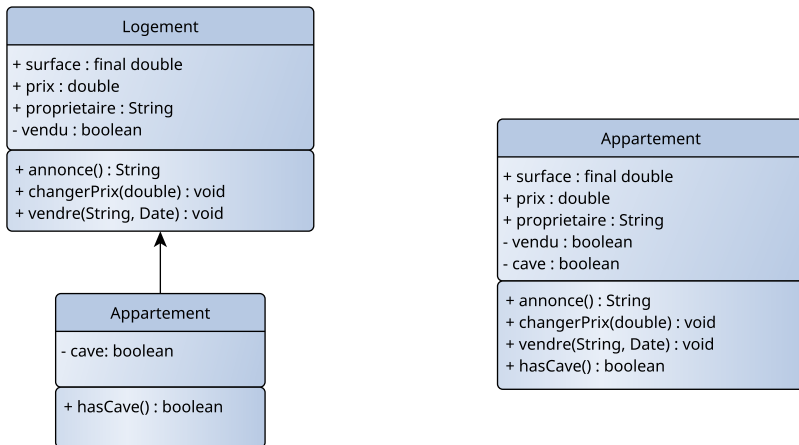 Logement
+ surface : final double
+ prix : double
+ proprietaire : String
- vendu : boolean
+ annonce() : String
+ changerPrix(double) : void
+ vendre(String, Date) : void
Appartement
- cave: boolean
+ hasCave() : boolean
Appartement
+ surface : final double
+ prix : double
+ proprietaire : String
- vendu : boolean
- cave : boolean
+ annonce() : String
+ changerPrix(double) : void
+ vendre(String, Date) : void
+ hasCave() : boolean